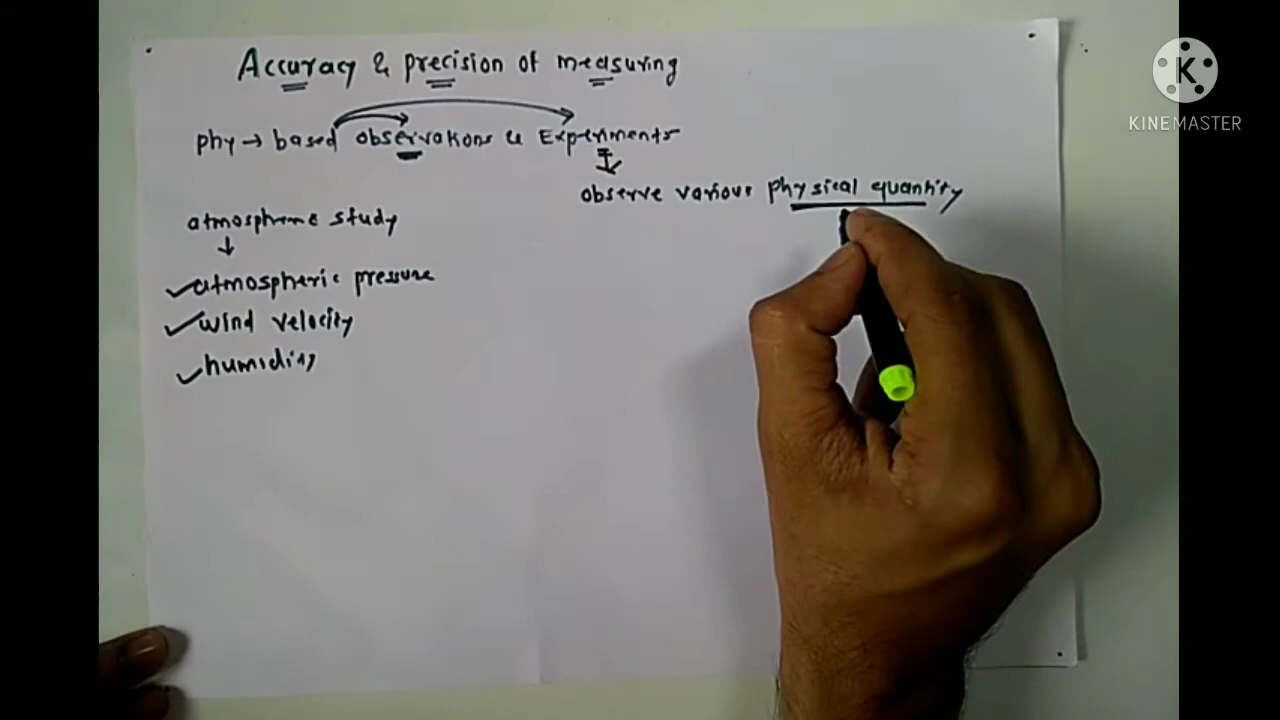 Accuracy & precision of measuring
phy → based observations & Experiments
observe various physical quantity
atmosphere study
↓
✓atmospheric pressure
✓wind velocity
✓humidity
K
KINEMASTER